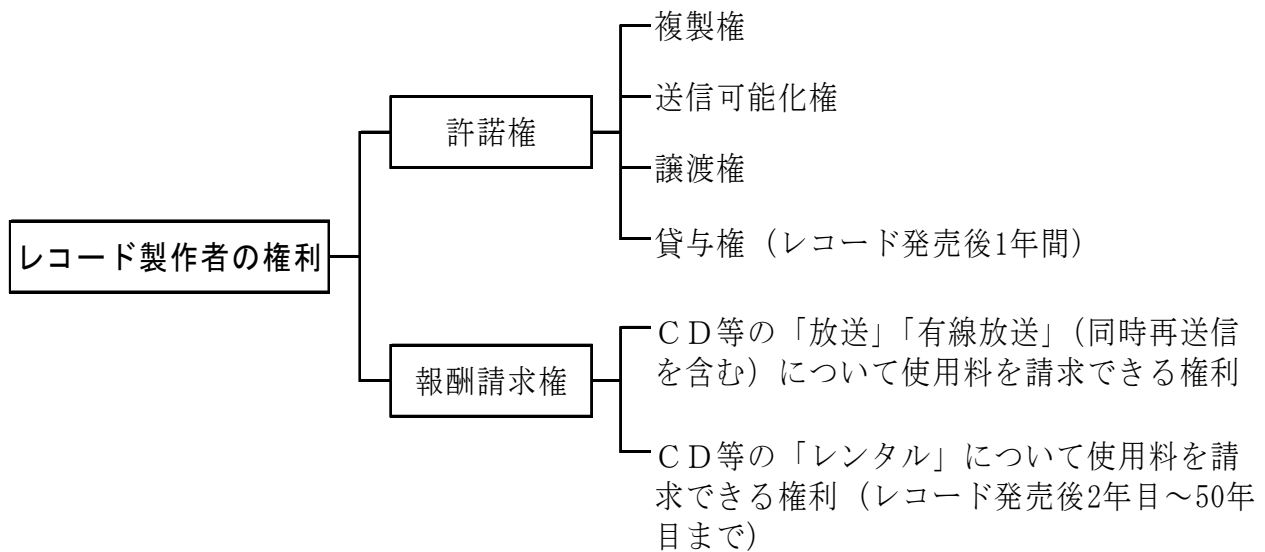 レコード製作者の権利
許諾権
複製権
送信可能化権
譲渡権
貸与権（レコード発売後1年間）
報酬請求権
ＣＤ等の「放送」「有線放送」（同時再送信
を含む）について使用料を請求できる権利
ＣＤ等の「レンタル」について使用料を請
求できる権利（レコード発売後2年目～50年
目まで）